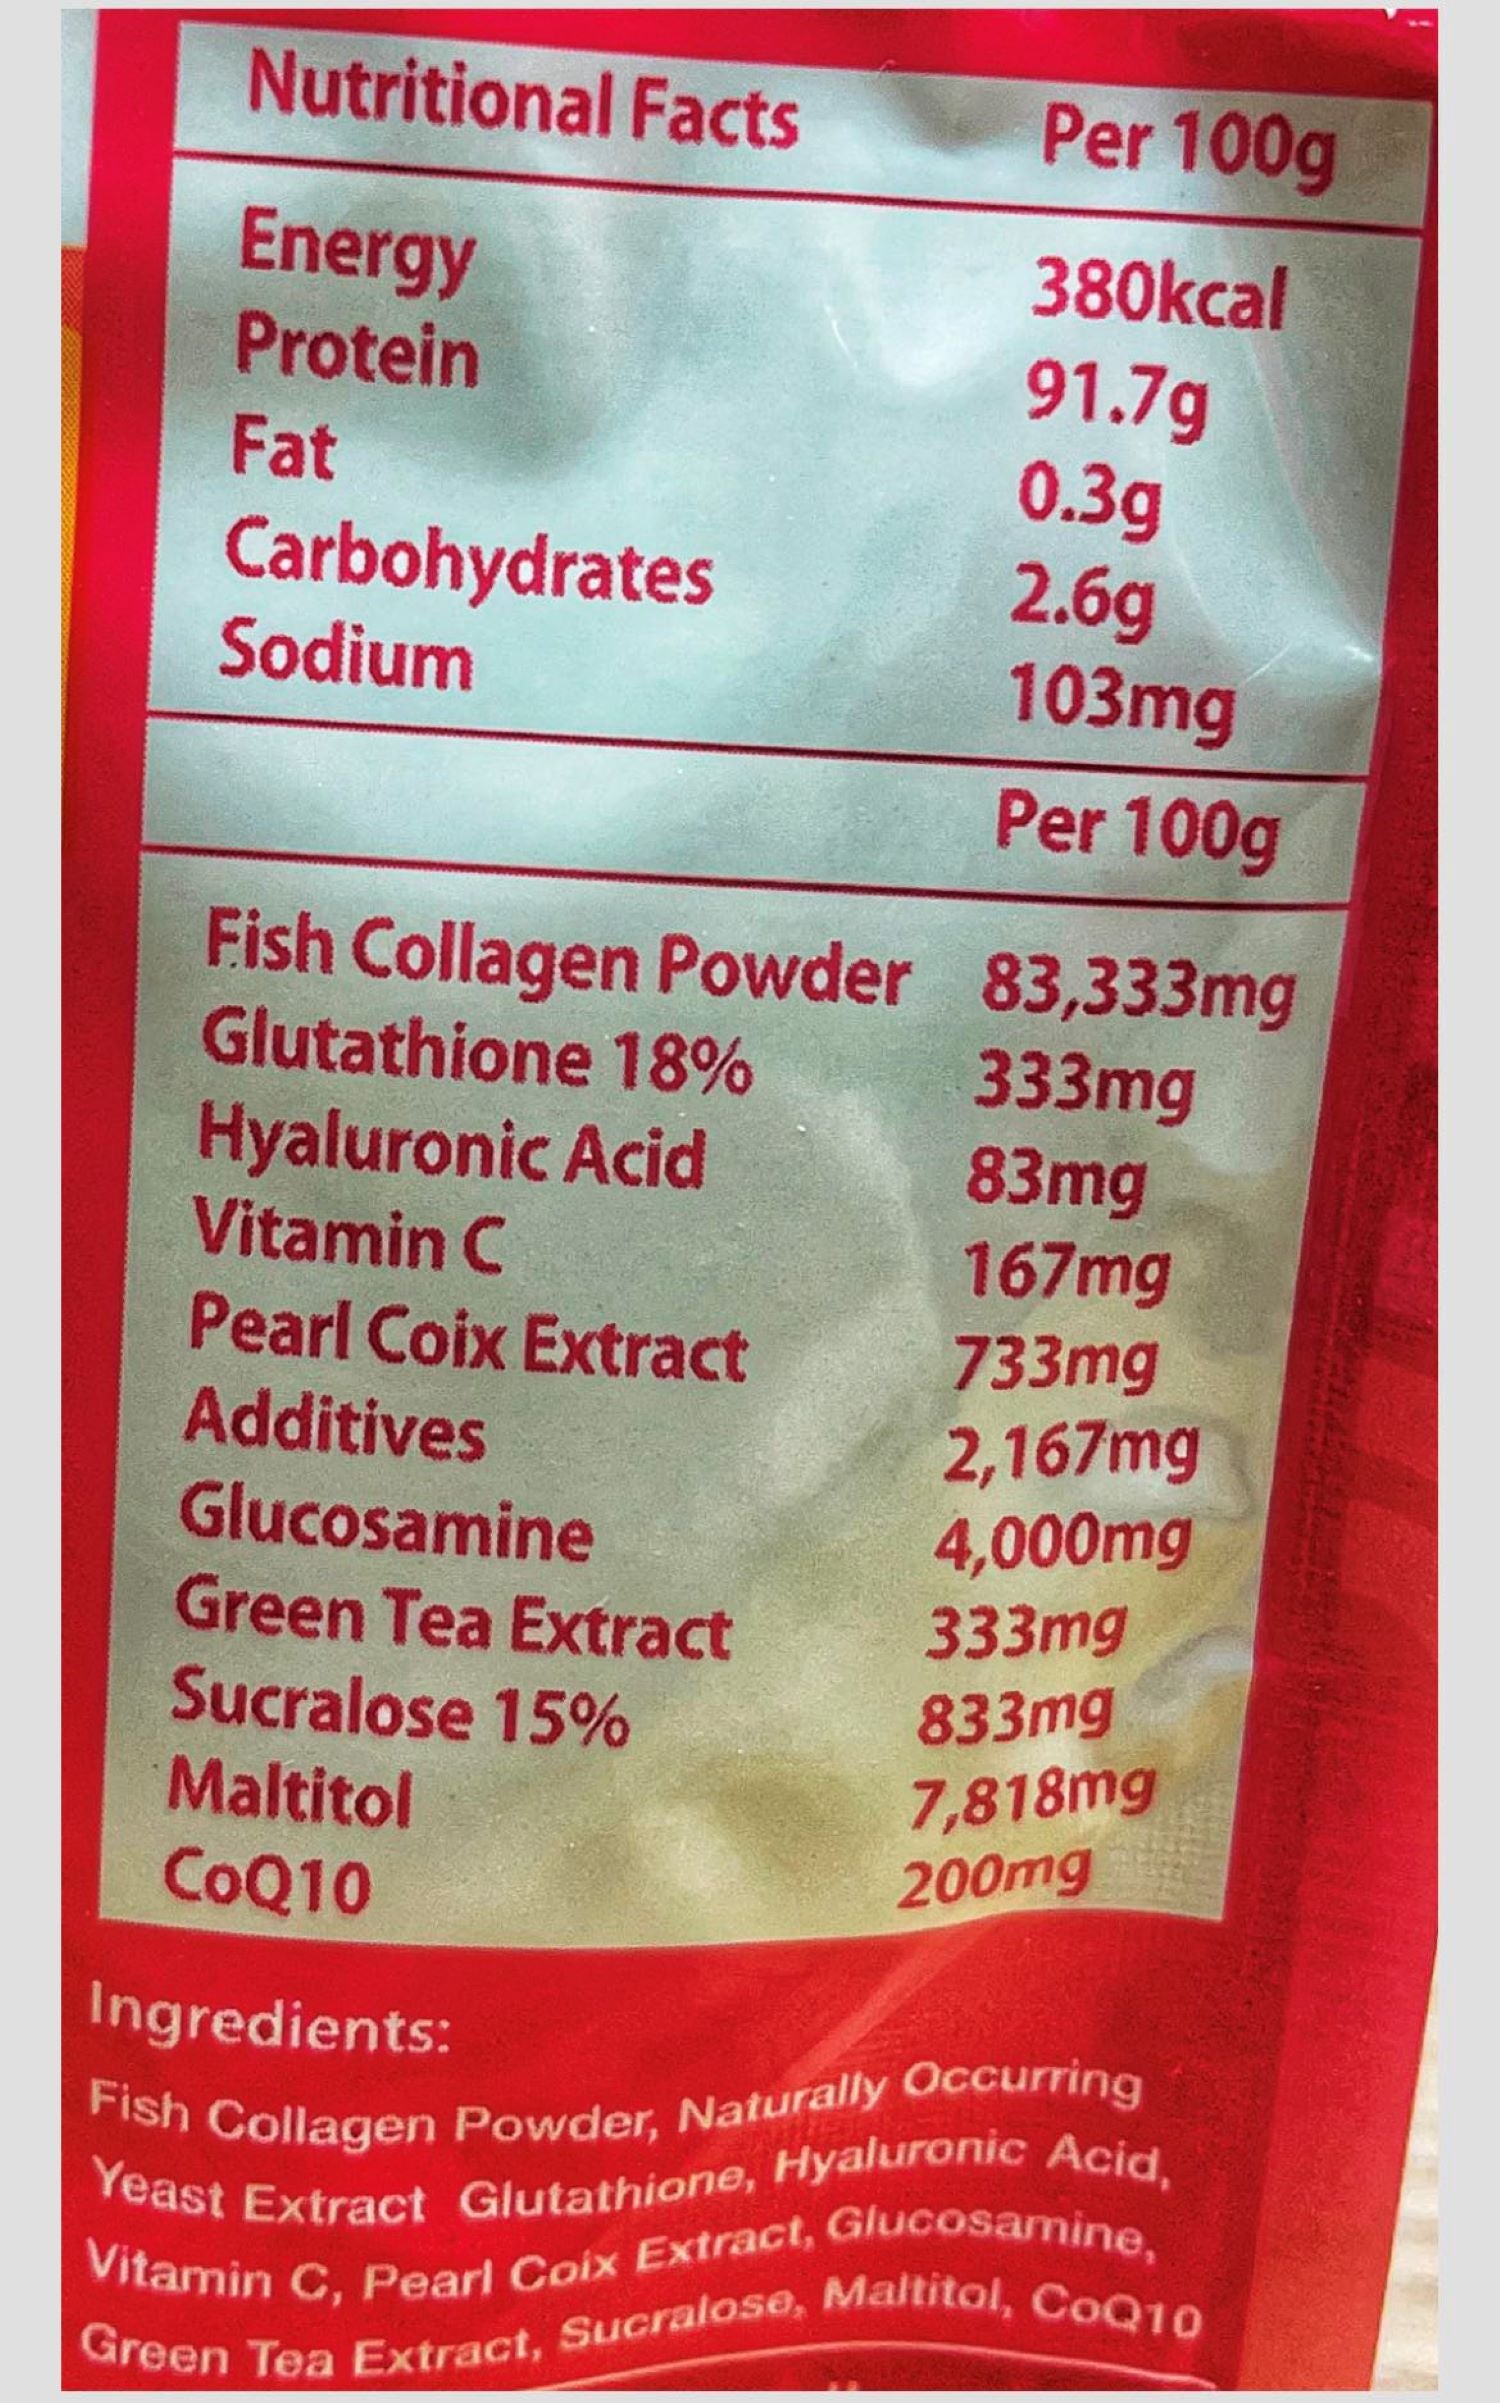 Nutritional Facts Per 100g
Energy 380kcal
Protein 91.7g
Fat 0.3g
Carbohydrates 2.6g
Sodium 103mg
Per 100g
Fish Collagen Powder 83,333mg
Glutathione 18% 333mg
Hyaluronic Acid 83mg
Vitamin C 167mg
Pearl Coix Extract 733mg
Additives 2,167mg
Glucosamine 4,000mg
Green Tea Extract 333mg
Sucralose 15% 833mg
Maltitol 7,818mg
CoQ10 200mg
Ingredients:
Fish Collagen Powder, Naturally Occurring
Yeast Extract Glutathione, Hyaluronic Acid,
Vitamin C, Pearl Coix Extract, Glucosamine,
Green Tea Extract, Sucralose, Maltitol, CoQ10